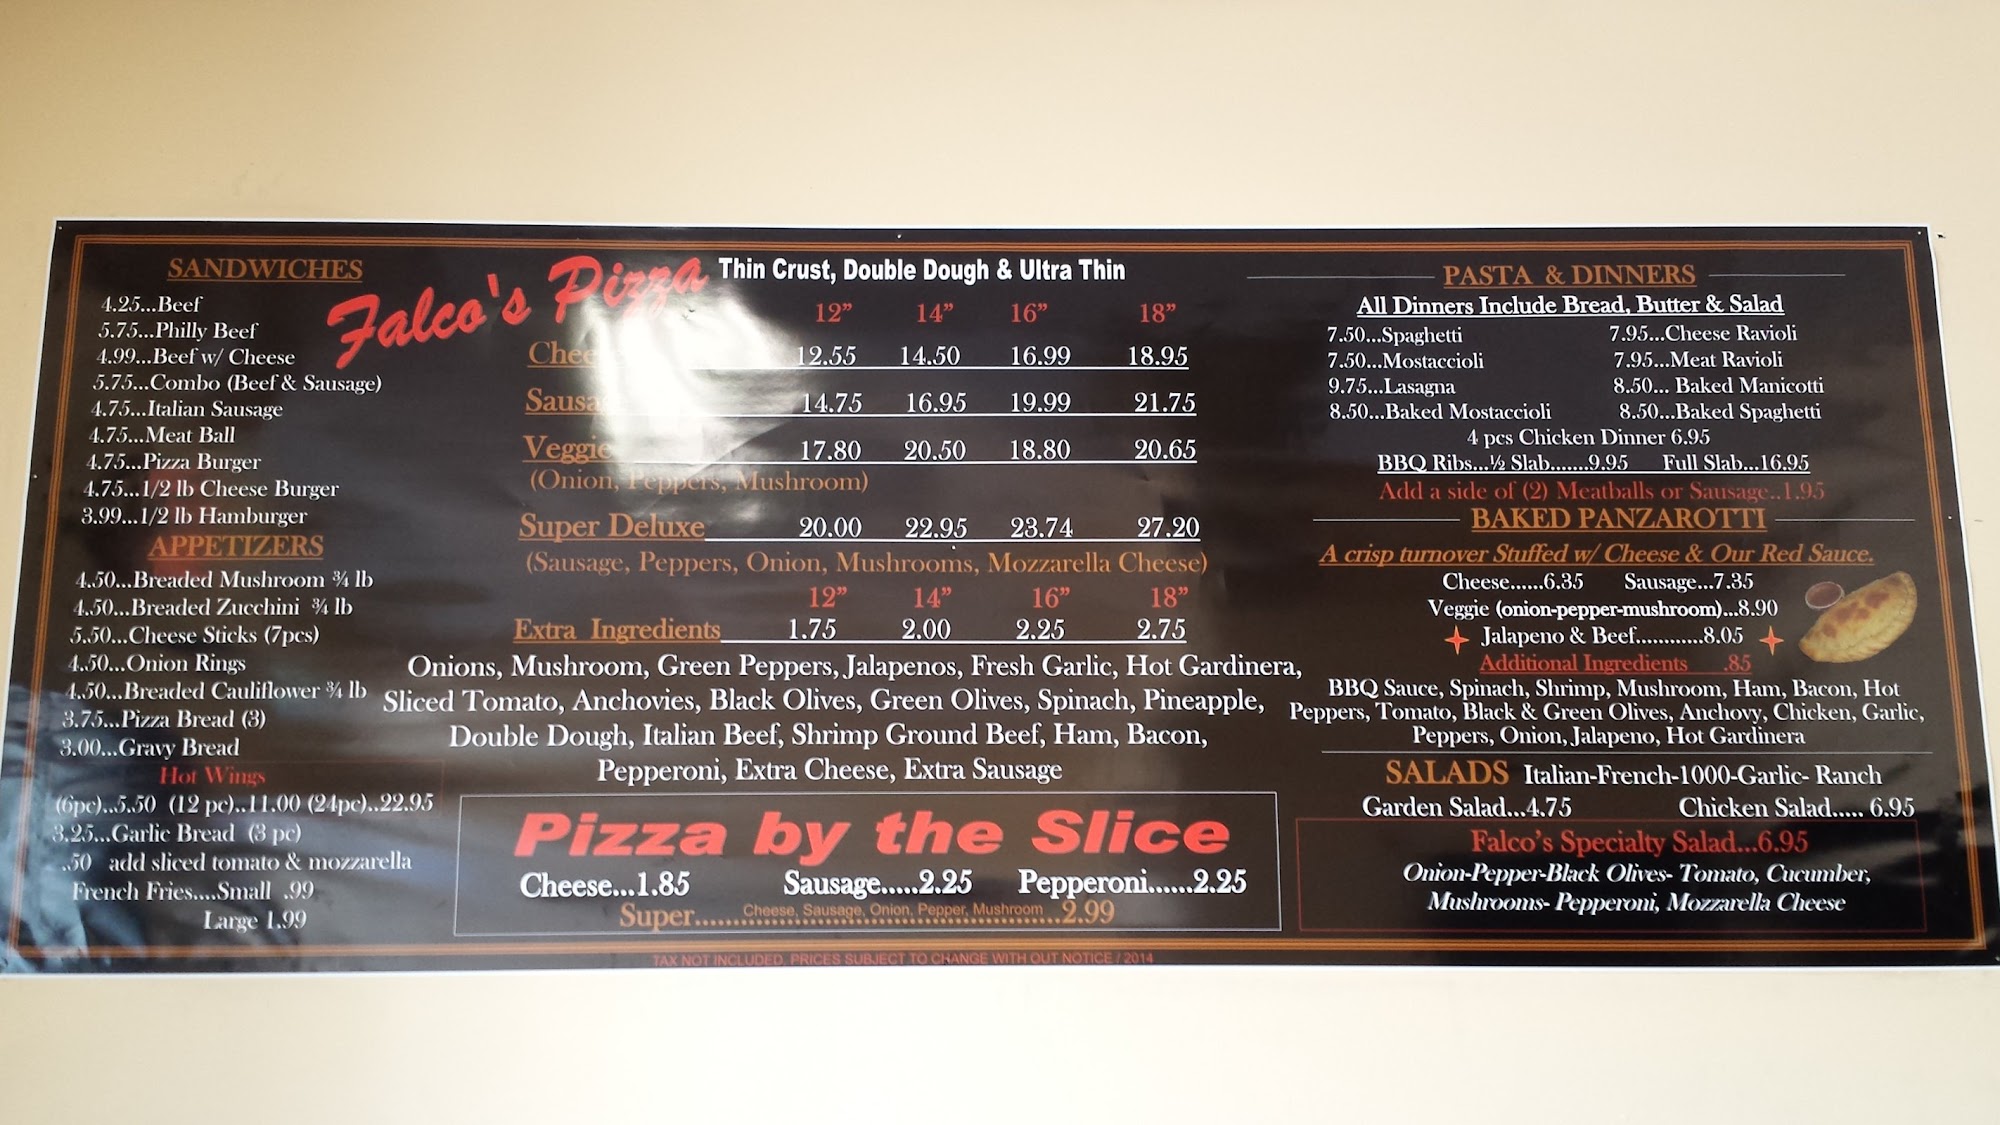 SANDWICHES
4.25...Beef
5.75...Philly Beef
4.99...Beef w/ Cheese
5.75...Combo (Beef & Sausage)
4.75...Italian Sausage
4.75...Meat Ball
4.75...Pizza Burger
4.75...1/2 lb Cheese Burger
3.99...1/2 lb Hamburger
APPETIZERS
4.50...Breaded Mushroom ¾ lb
4.50...Breaded Zucchini ¾ lb
5.50...Cheese Sticks (7pcs)
4.50...Onion Rings
4.50...Breaded Cauliflower ¾ lb
3.75...Pizza Bread (3)
3.00...Gravy Bread
Hot Wings
(6pc)..5.50 (12 pc)..11.00 (24pc)..22.95
3.25...Garlic Bread (3 pc)
.50 add sliced tomato & mozzarella
French Fries....Small .99
Large 1.99
Falco's Pizza
Thin Crust, Double Dough & Ultra Thin
12” 14” 16” 18”
Cheese 12.55 14.50 16.99 18.95
Sausage 14.75 16.95 19.99 21.75
Veggie 17.80 20.50 18.80 20.65
(Onion, Peppers, Mushroom)
Super Deluxe 20.00 22.95 23.74 27.20
(Sausage, Peppers, Onion, Mushrooms, Mozzarella Cheese)
12” 14” 16” 18”
Extra Ingredients 1.75 2.00 2.25 2.75
Onions, Mushroom, Green Peppers, Jalapenos, Fresh Garlic, Hot Gardinera,
Sliced Tomato, Anchovies, Black Olives, Green Olives, Spinach, Pineapple,
Double Dough, Italian Beef, Shrimp Ground Beef, Ham, Bacon,
Pepperoni, Extra Cheese, Extra Sausage
Pizza by the Slice
Cheese...1.85 Sausage.....2.25 Pepperoni......2.25
Super... Cheese, Sausage, Onion, Pepper, Mushroom ...2.99
TAX NOT INCLUDED. PRICES SUBJECT TO CHANGE WITH OUT NOTICE / 2014
PASTA & DINNERS
All Dinners Include Bread, Butter & Salad
7.50...Spaghetti 7.95...Cheese Ravioli
7.50...Mostaccioli 7.95...Meat Ravioli
9.75...Lasagna 8.50... Baked Manicotti
8.50...Baked Mostaccioli 8.50...Baked Spaghetti
4 pcs Chicken Dinner 6.95
BBQ Ribs...½ Slab.......9.95 Full Slab...16.95
Add a side of (2) Meatballs or Sausage..1.95
BAKED PANZAROTTI
A crisp turnover Stuffed w/ Cheese & Our Red Sauce.
Cheese......6.35 Sausage...7.35
Veggie (onion-pepper-mushroom)...8.90
Jalapeno & Beef...........8.05
Additional Ingredients .85
BBQ Sauce, Spinach, Shrimp, Mushroom, Ham, Bacon, Hot
Peppers, Tomato, Black & Green Olives, Anchovy, Chicken, Garlic,
Peppers, Onion, Jalapeno, Hot Gardinera
SALADS Italian-French-1000-Garlic- Ranch
Garden Salad...4.75 Chicken Salad..... 6.95
Falco's Specialty Salad...6.95
Onion-Pepper-Black Olives- Tomato, Cucumber,
Mushrooms- Pepperoni, Mozzarella Cheese